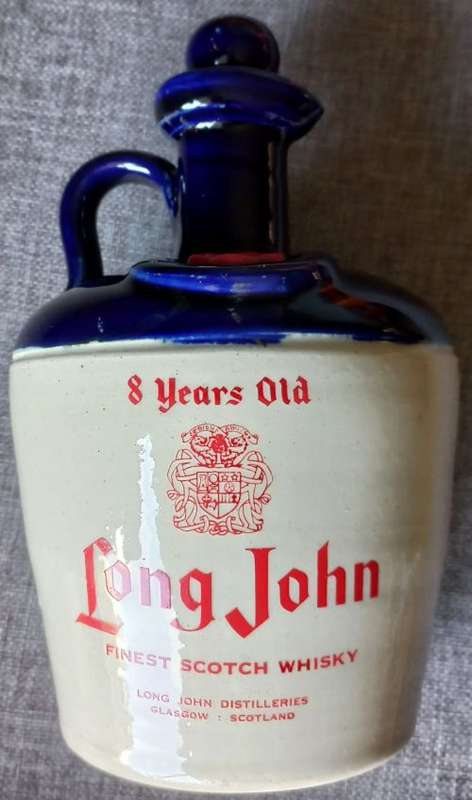 8 Years Old
Long John
FINEST SCOTCH WHISKY
LONG JOHN DISTILLERIES
GLASGOW : SCOTLAND